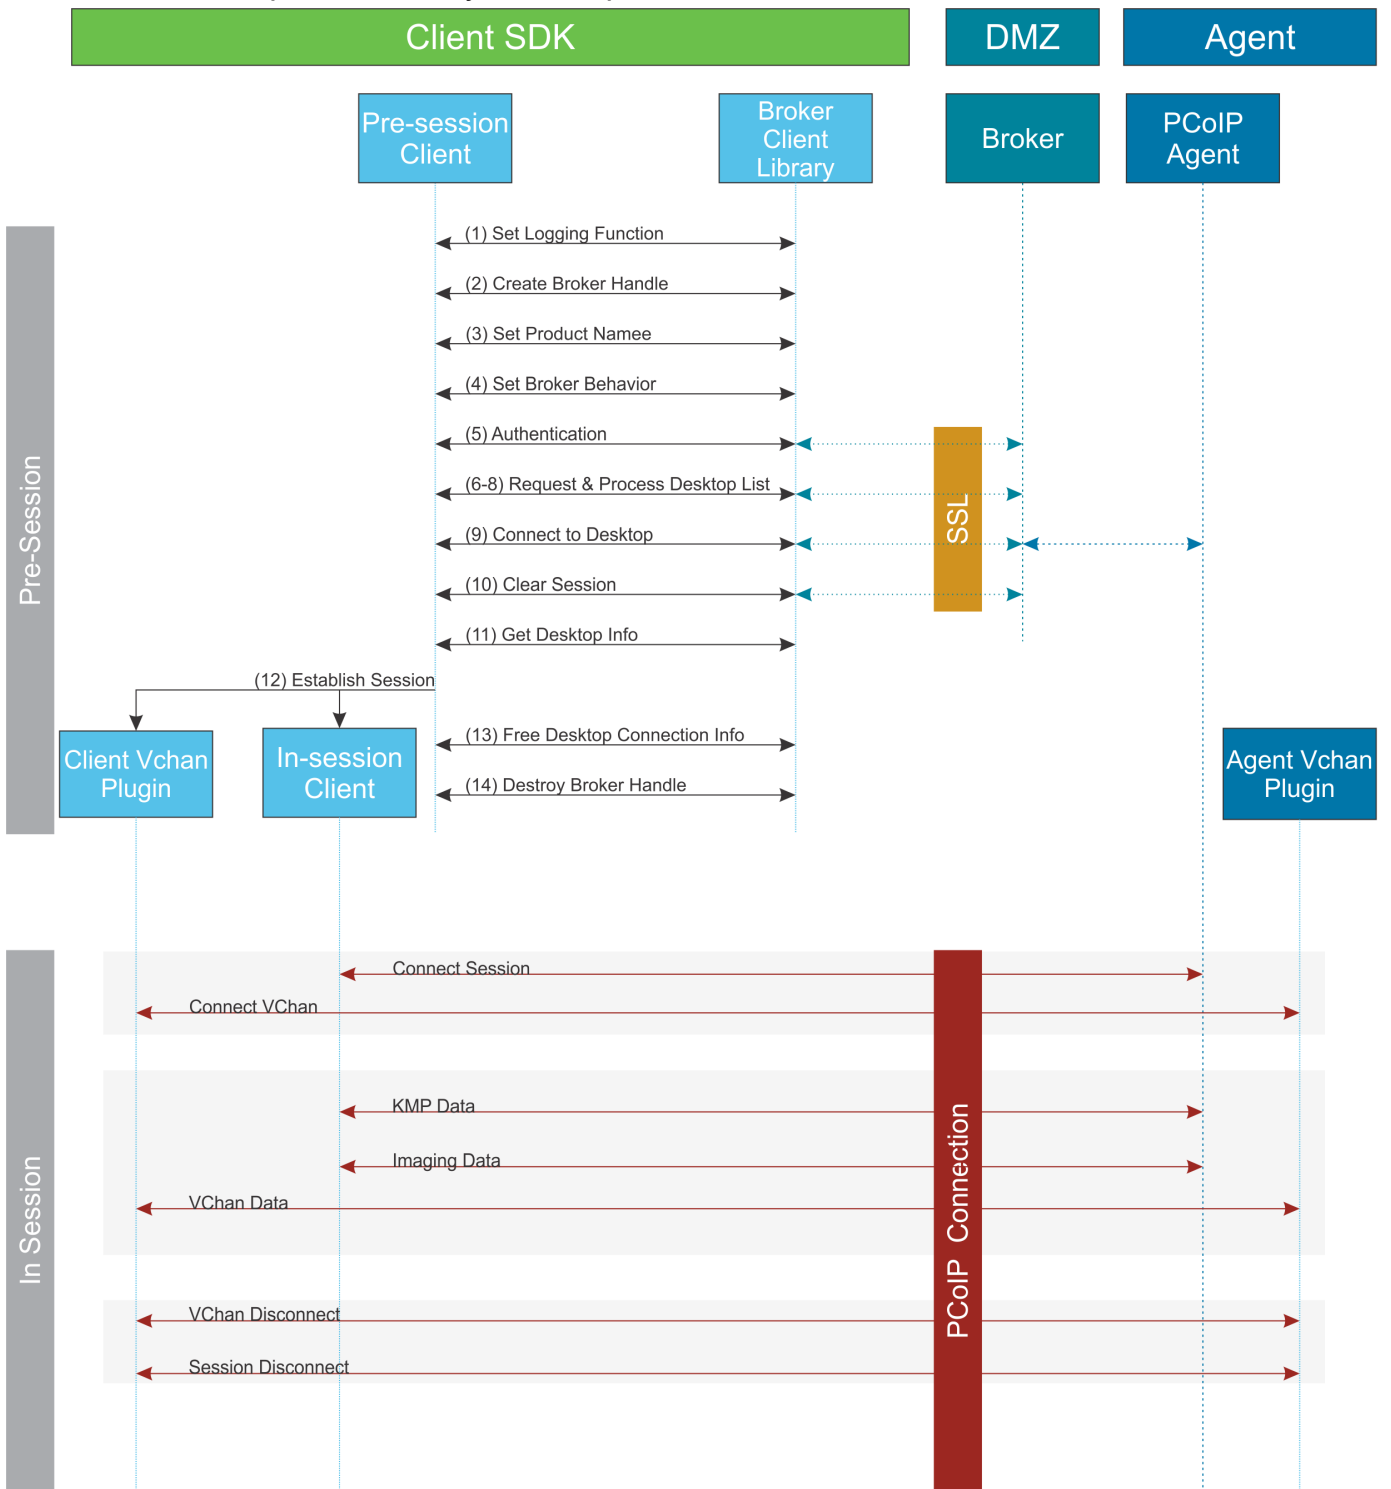 Client SDK
DMZ
Agent
Pre-session
Client
Broker
Client
Library
Broker
PCoIP
Agent
Pre-Session
(1) Set Logging Function
(2) Create Broker Handle
(3) Set Product Namee
(4) Set Broker Behavior
(5) Authentication
(6-8) Request & Process Desktop List
SSL
(9) Connect to Desktop
(10) Clear Session
(11) Get Desktop Info
(12) Establish Session
Client Vchan
Plugin
In-session
Client
(13) Free Desktop Connection Info
(14) Destroy Broker Handle
Agent Vchan
Plugin
In Session
Connect Session
Connect VChan
PCoIP Connection
KMP Data
Imaging Data
VChan Data
VChan Disconnect
Session Disconnect